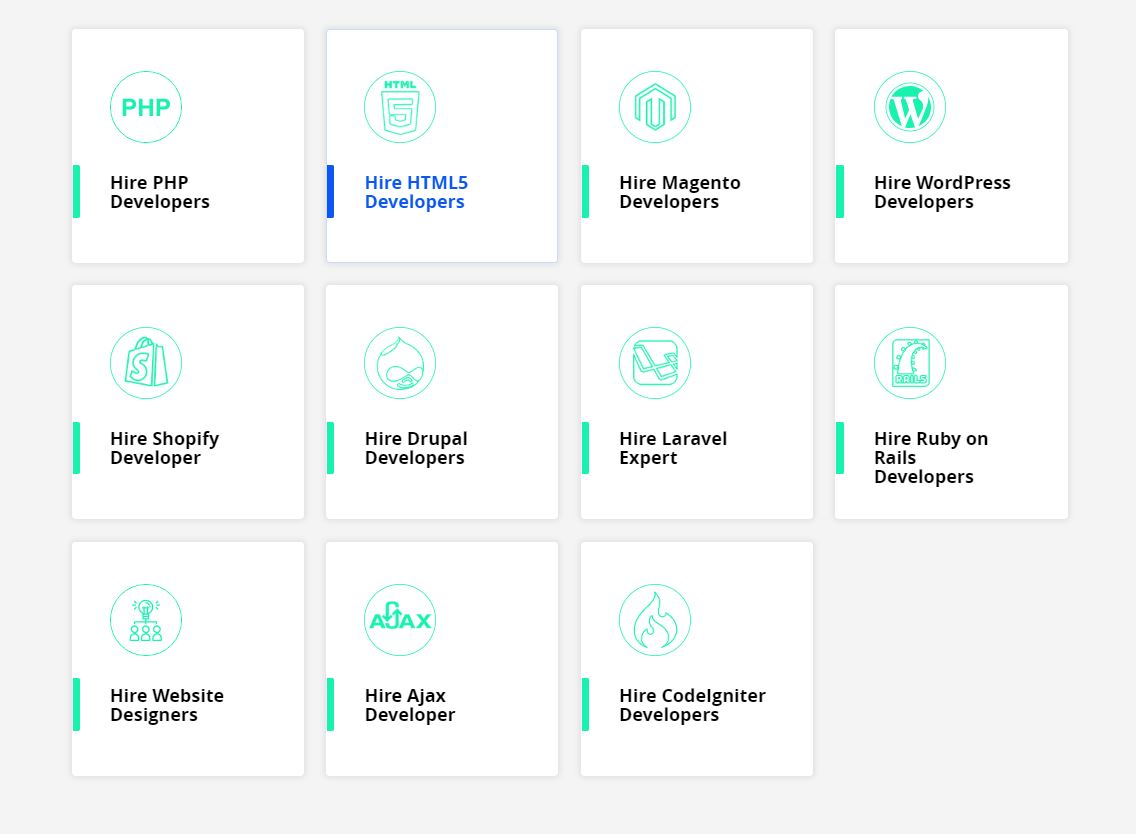 PHP
Hire PHP
Developers
HTML
5
Hire HTML5
Developers
Hire Magento
Developers
W
Hire WordPress
Developers
S
Hire Shopify
Developer
Hire Drupal
Developers
Hire Laravel
Expert
RAILS
Hire Ruby on
Rails
Developers
Hire Website
Designers
AJAX
Hire Ajax
Developer
Hire CodeIgniter
Developers